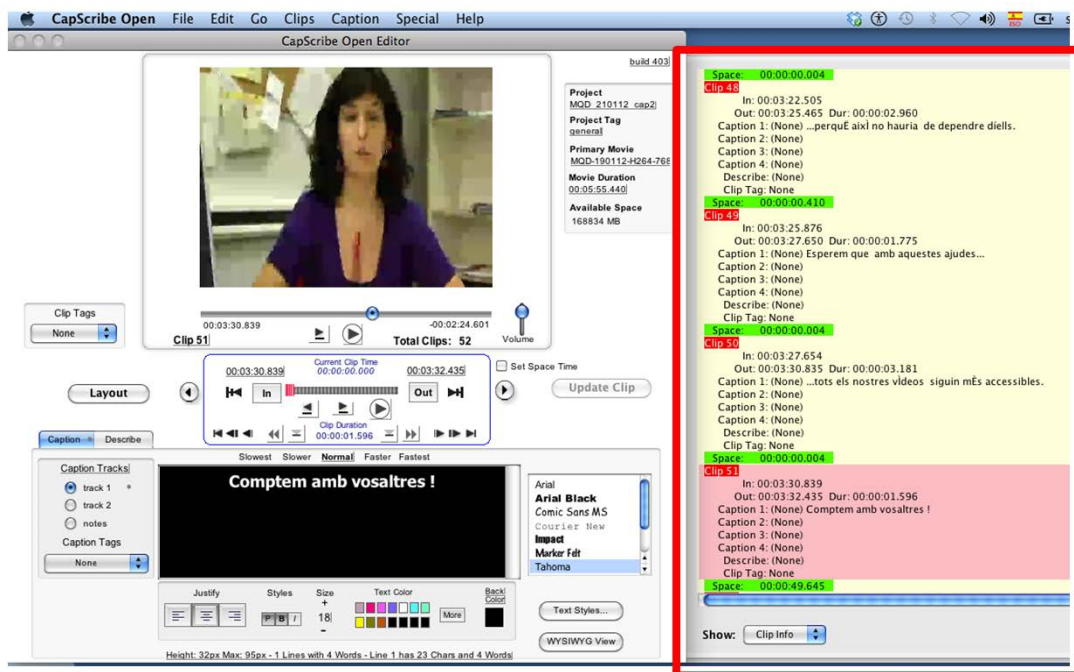 CapScribe Open File Edit Go Clips Caption Special Help
CapScribe Open Editor
build 403
Project
MQD_210112_cap2
Project Tag
general
Primary Movie
MQD-190112-H264-768
Movie Duration
00:05:55.440
Available Space
168834 MB
Clip Tags
None
00:03:30.839
-00:02:24.601
Clip 51
Total Clips: 52
Volume
Layout
00:03:30.839
Current Clip Time
00:00:00.000
00:03:32.435
In
Out
Clip Duration
00:00:01.596
Set Space Time
Update Clip
Caption Describe
Slowest Slower Normal Faster Fastest
Caption Tracks
track 1 *
track 2
notes
Caption Tags
None
Comptem amb vosaltres !
Arial
Arial Black
Comic Sans MS
Courier New
Impact
Marker Felt
Tahoma
Justify
Styles
P B I
Size
+
18
-
Text Color
More
Back
Color
Text Styles...
WYSIWYG View
Height: 32px Max: 95px - 1 Lines with 4 Words - Line 1 has 23 Chars and 4 Words
Space: 00:00:00.004
Clip 48
In: 00:03:22.505
Out: 00:03:25.465 Dur: 00:00:02.960
Caption 1: (None) ...perquË aixÌ no hauria de dependre díells.
Caption 2: (None)
Caption 3: (None)
Caption 4: (None)
Describe: (None)
Clip Tag: None
Space: 00:00:00.410
Clip 49
In: 00:03:25.876
Out: 00:03:27.650 Dur: 00:00:01.775
Caption 1: (None) Esperem que amb aquestes ajudes...
Caption 2: (None)
Caption 3: (None)
Caption 4: (None)
Describe: (None)
Clip Tag: None
Space: 00:00:00.004
Clip 50
In: 00:03:27.654
Out: 00:03:30.835 Dur: 00:00:03.181
Caption 1: (None) ...tots els nostres vÌdeos siguin mÈs accessibles.
Caption 2: (None)
Caption 3: (None)
Caption 4: (None)
Describe: (None)
Clip Tag: None
Space: 00:00:00.004
Clip 51
In: 00:03:30.839
Out: 00:03:32.435 Dur: 00:00:01.596
Caption 1: (None) Comptem amb vosaltres !
Caption 2: (None)
Caption 3: (None)
Caption 4: (None)
Describe: (None)
Clip Tag: None
Space: 00:00:49.645
Show: Clip Info